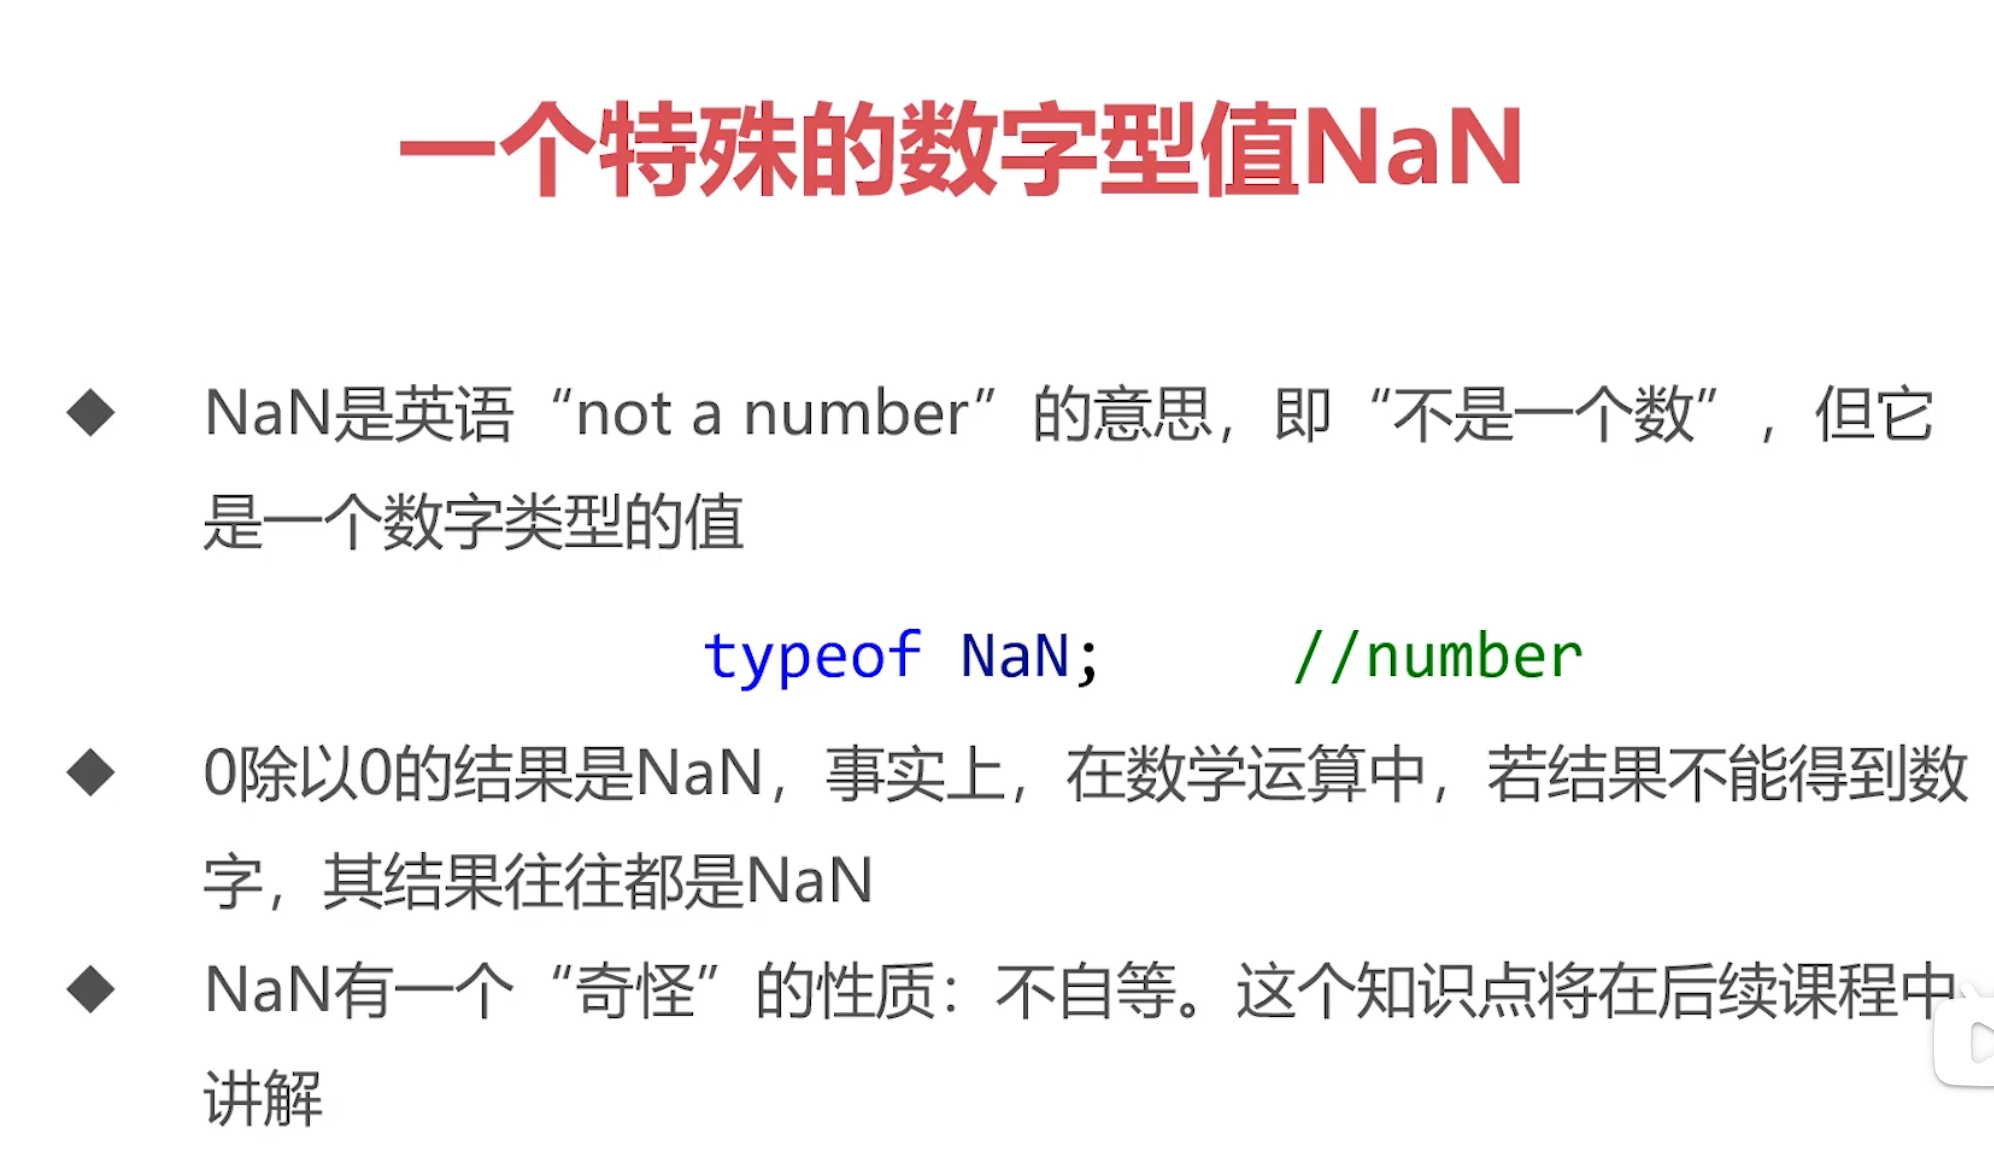 一个特殊的数字型值NaN
NaN是英语“not a number”的意思，即“不是一个数”，但它
是一个数字类型的值
typeof NaN; //number
0除以0的结果是NaN，事实上，在数学运算中，若结果不能得到数
字，其结果往往都是NaN
NaN有一个“奇怪”的性质：不自等。这个知识点将在后续课程中
讲解